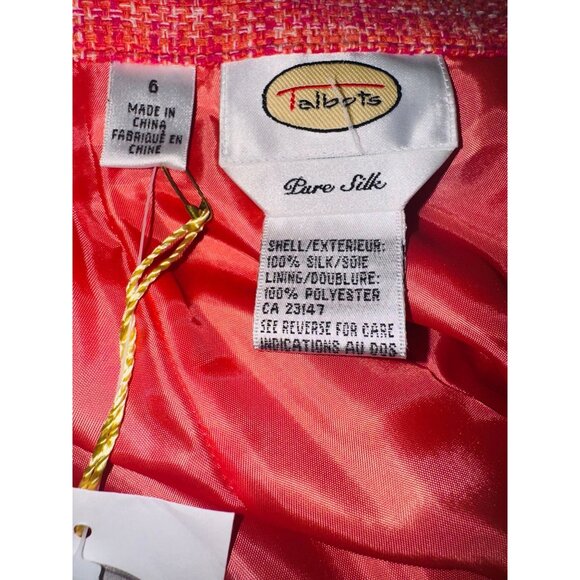 6
MADE IN
CHINA
FABRIQUÉ EN
CHINE
Talbots
Pure Silk
SHELL/EXTERIEUR:
100% SILK/SOIE
LINING/DOUBLURE:
100% POLYESTER
CA 23147
SEE REVERSE FOR CARE
INDICATIONS AU DOS